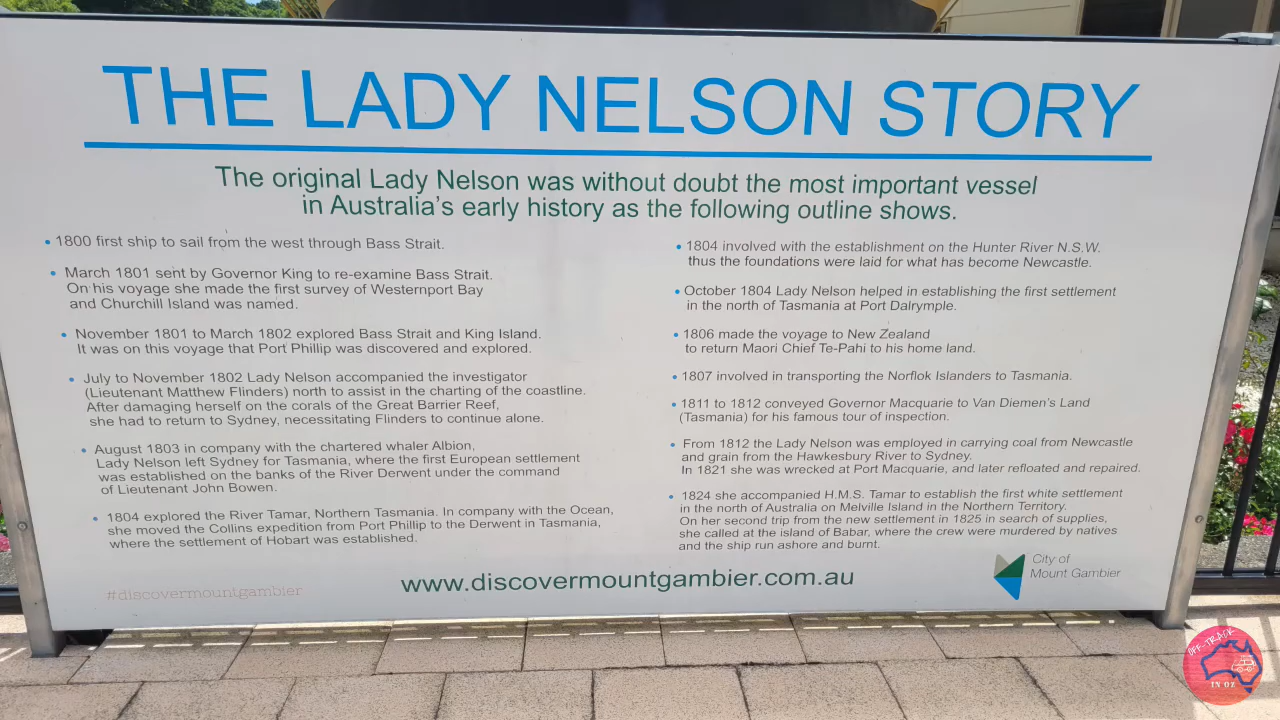 THE LADY NELSON STORY
The original Lady Nelson was without doubt the most important vessel
in Australia's early history as the following outline shows.
• 1800 first ship to sail from the west through Bass Strait.
• March 1801 sent by Governor King to re-examine Bass Strait.
On his voyage she made the first survey of Westernport Bay
and Churchill Island was named.
• November 1801 to March 1802 explored Bass Strait and King Island.
It was on this voyage that Port Phillip was discovered and explored.
• July to November 1802 Lady Nelson accompanied the investigator
(Lieutenant Matthew Flinders) north to assist in the charting of the coastline.
After damaging herself on the corals of the Great Barrier Reef,
she had to return to Sydney, necessitating Flinders to continue alone.
• August 1803 in company with the chartered whaler Albion,
Lady Nelson left Sydney for Tasmania, where the first European settlement
was established on the banks of the River Derwent under the command
of Lieutenant John Bowen.
• 1804 explored the River Tamar, Northern Tasmania. In company with the Ocean,
she moved the Collins expedition from Port Phillip to the Derwent in Tasmania,
where the settlement of Hobart was established.
• 1804 involved with the establishment on the Hunter River N.S.W.
thus the foundations were laid for what has become Newcastle.
• October 1804 Lady Nelson helped in establishing the first settlement
in the north of Tasmania at Port Dalrymple.
• 1806 made the voyage to New Zealand
to return Maori Chief Te-Pahi to his home land.
• 1807 involved in transporting the Norflok Islanders to Tasmania.
• 1811 to 1812 conveyed Governor Macquarie to Van Diemen's Land
(Tasmania) for his famous tour of inspection.
• From 1812 the Lady Nelson was employed in carrying coal from Newcastle
and grain from the Hawkesbury River to Sydney.
In 1821 she was wrecked at Port Macquarie, and later refloated and repaired.
• 1824 she accompanied H.M.S. Tamar to establish the first white settlement
in the north of Australia on Melville Island in the Northern Territory.
On her second trip from the new settlement in 1825 in search of supplies,
she called at the island of Babar, where the crew were murdered by natives
and the ship run ashore and burnt.
#discovermountgambier
www.discovermountgambier.com.au
City of
Mount Gambier
OFF-TRACK
IN OZ